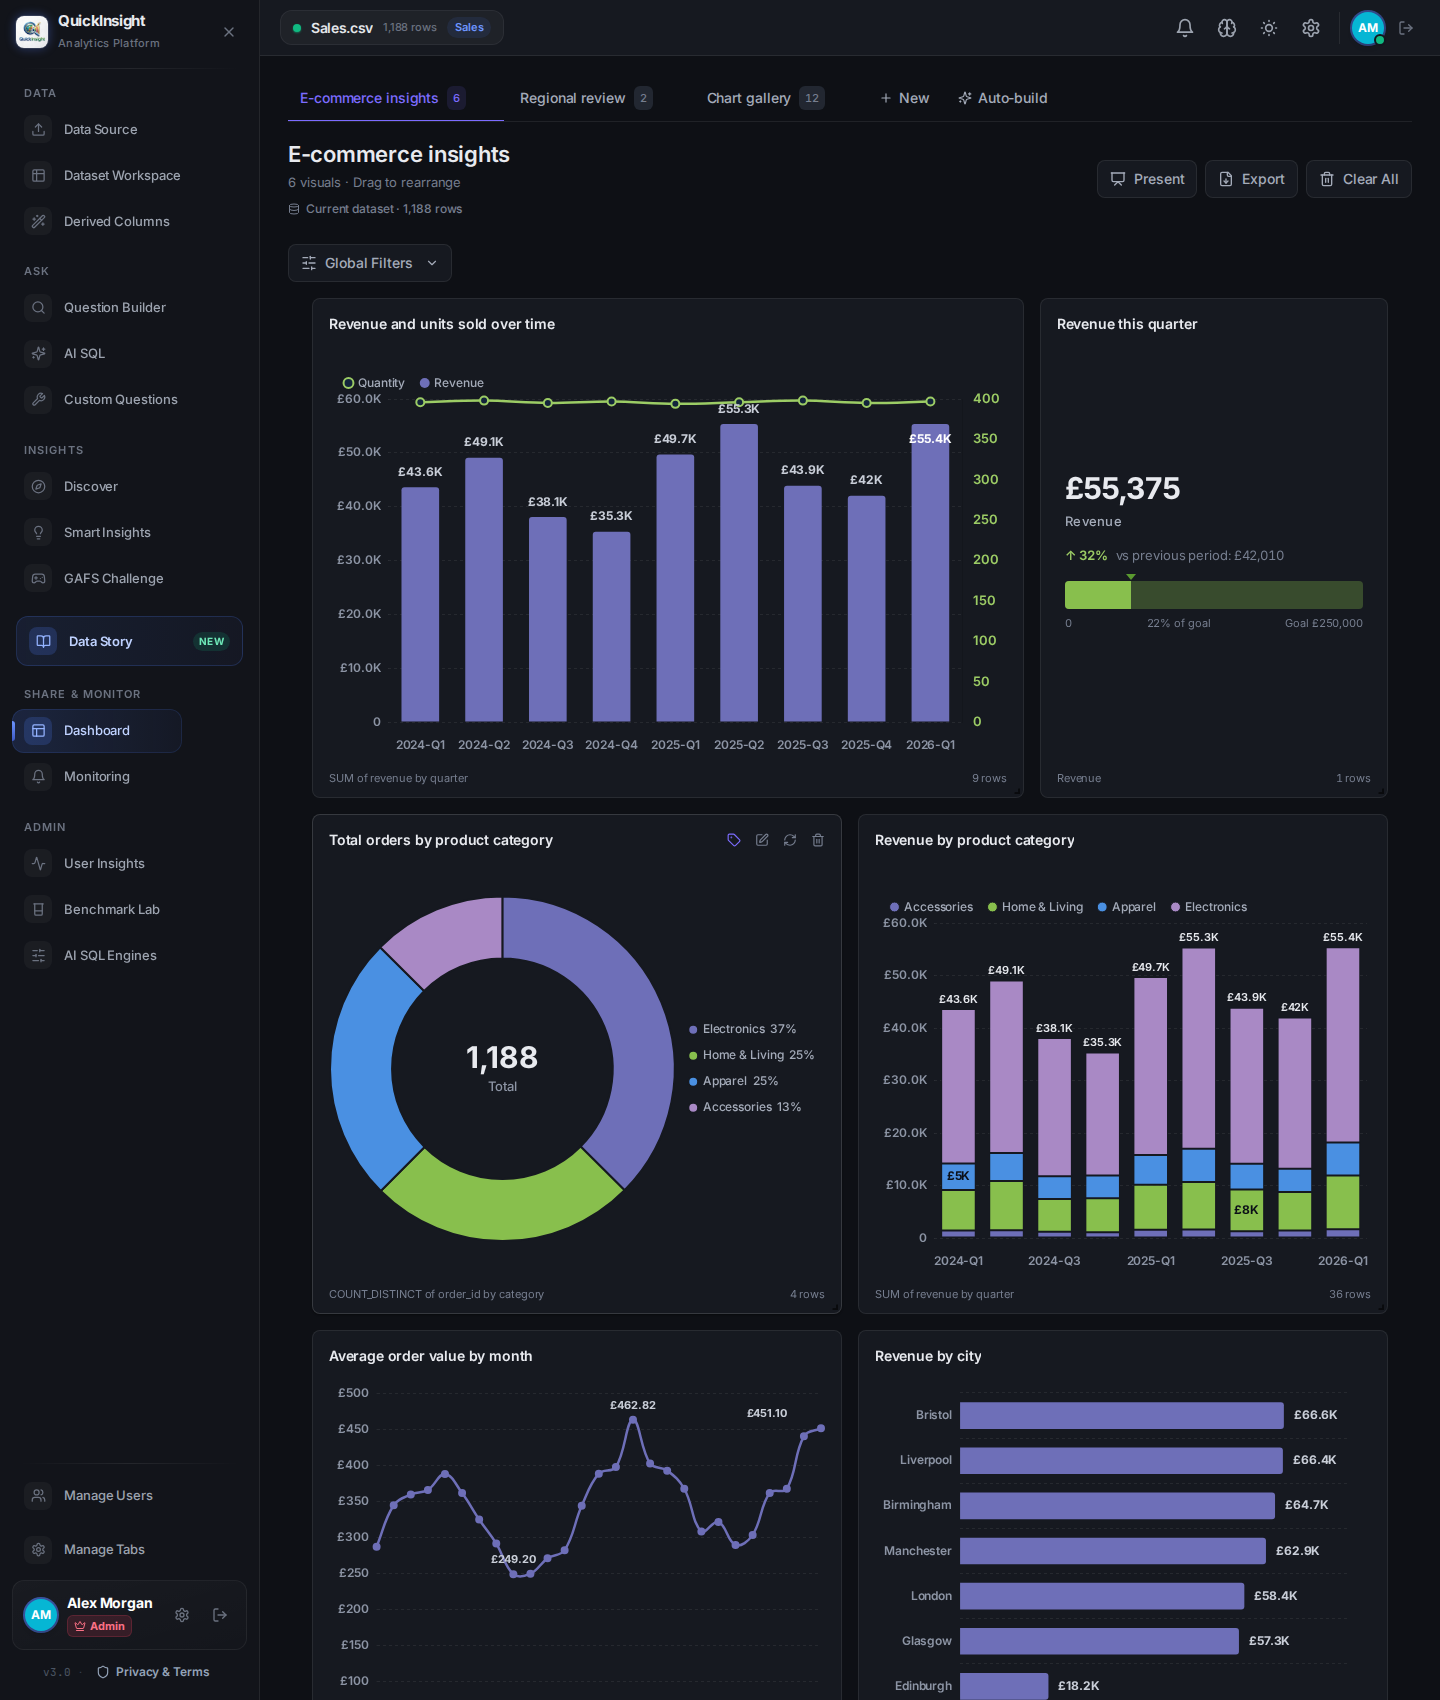 QuickInsight
Analytics Platform
DATA
Data Source
Dataset Workspace
Derived Columns
ASK
Question Builder
AI SQL
Custom Questions
INSIGHTS
Discover
Smart Insights
GAFS Challenge
Data Story NEW
SHARE & MONITOR
Dashboard
Monitoring
ADMIN
User Insights
Benchmark Lab
AI SQL Engines
Manage Users
Manage Tabs
AM Alex Morgan
Admin
v3.0 · Privacy & Terms
Sales.csv 1,188 rows Sales
AM
E-commerce insights 6 Regional review 2 Chart gallery 12 New Auto-build
E-commerce insights
6 visuals · Drag to rearrange
Current dataset · 1,188 rows
Present Export Clear All
Global Filters
Revenue and units sold over time
Quantity Revenue
£60.0K 400
£55.3K
£50.0K £49.1K £49.7K £55.4K 350
£43.6K £43.9K £42K 300
£40.0K £38.1K £35.3K 250
£30.0K 200
£20.0K 150
100
£10.0K 50
0 0
2024-Q1 2024-Q2 2024-Q3 2024-Q4 2025-Q1 2025-Q2 2025-Q3 2025-Q4 2026-Q1
SUM of revenue by quarter 9 rows
Revenue this quarter
£55,375
Revenue
↑ 32% vs previous period: £42,010
0 22% of goal Goal £250,000
Revenue 1 rows
Total orders by product category
1,188
Total
Electronics 37%
Home & Living 25%
Apparel 25%
Accessories 13%
COUNT_DISTINCT of order_id by category 4 rows
Revenue by product category
Accessories Home & Living Apparel Electronics
£60.0K
£55.3K £55.4K
£50.0K £49.1K £49.7K
£43.6K £43.9K £42K
£40.0K £38.1K £35.3K
£30.0K
£20.0K
£5K
£10.0K
£8K
0
2024-Q1 2024-Q3 2025-Q1 2025-Q3 2026-Q1
SUM of revenue by quarter 36 rows
Average order value by month
£500
£462.82 £451.10
£450
£400
£350
£300
£249.20
£250
£200
£150
£100
Revenue by city
Bristol £66.6K
Liverpool £66.4K
Birmingham £64.7K
Manchester £62.9K
London £58.4K
Glasgow £57.3K
Edinburgh £18.2K